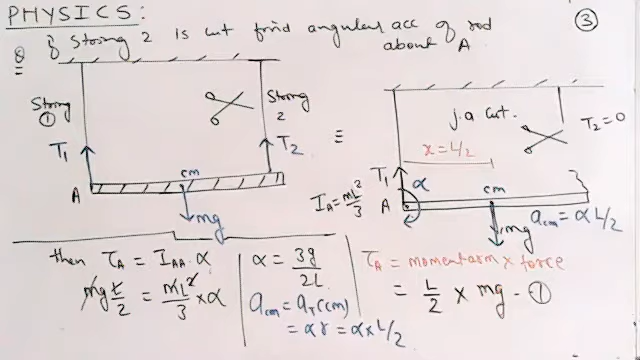 PHYSICS:
③
Q If String 2 is cut find angular acc of rod
about A
String
①
String
2
T1
T2
A
cm
mg
≡
j.a cut.
T2=0
x=L/2
T1
α
IA=mL²/3
A
cm
mg
acm = αL/2
then τA = IAA·α
mg L/2 = mL²/3 × α
α = 3g/2L
acm = aT(cm)
= αr = α×L/2
τA = momentarm × force
= L/2 × mg - ①